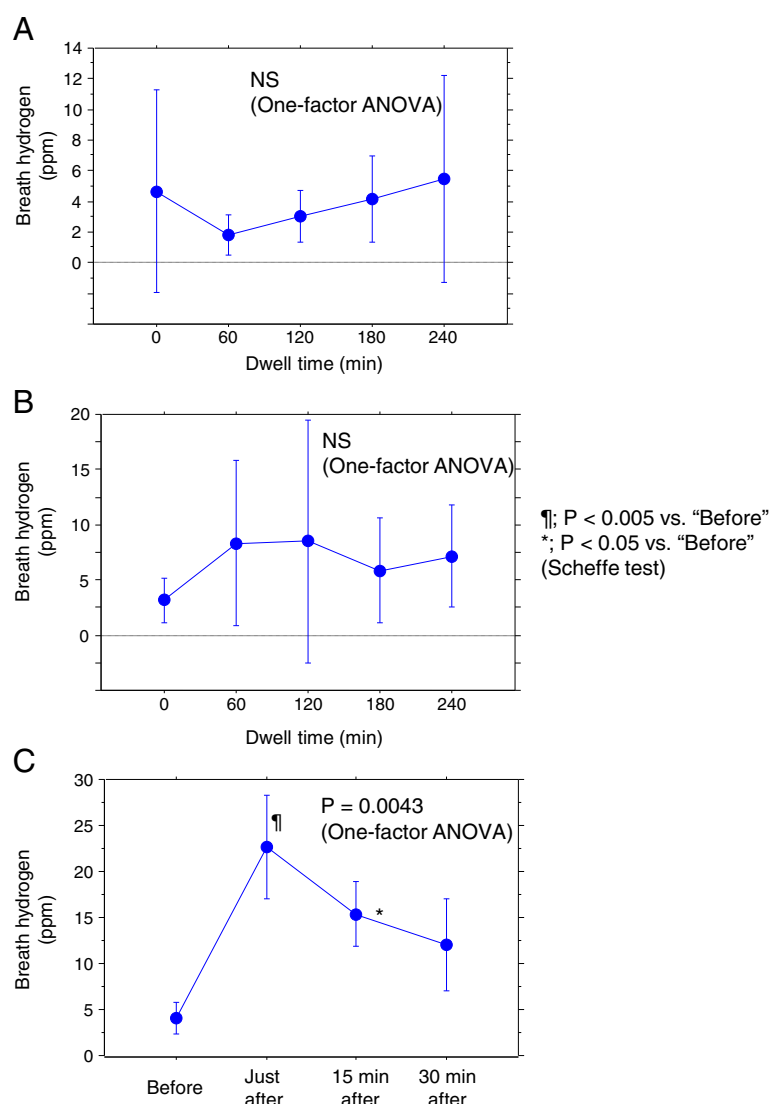 A
14
12
10
8
6
4
2
0
Breath hydrogen
(ppm)
NS
(One-factor ANOVA)
0 60 120 180 240
Dwell time (min)
B
20
15
10
5
0
Breath hydrogen
(ppm)
NS
(One-factor ANOVA)
0 60 120 180 240
Dwell time (min)
¶; P < 0.005 vs. “Before”
*; P < 0.05 vs. “Before”
(Scheffe test)
C
30
25
20
15
10
5
0
Breath hydrogen
(ppm)
P = 0.0043
(One-factor ANOVA)
¶
*
Before
Just
after
15 min
after
30 min
after